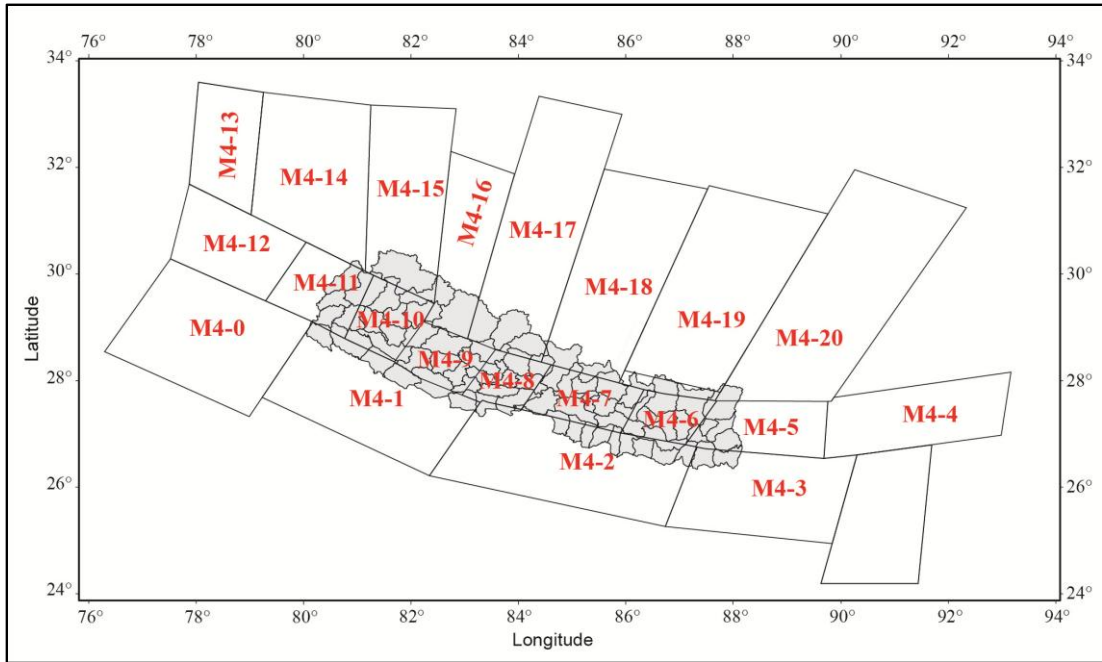 76° 78° 80° 82° 84° 86° 88° 90° 92° 94°
34° 34°
M4-13
M4-14
M4-15
M4-16
32° 32°
M4-17
M4-12
M4-18
30° 30°
M4-11
M4-19
M4-10
M4-0
M4-20
M4-9
M4-8
28° 28°
M4-1
M4-7
M4-6
M4-5
M4-4
M4-2
M4-3
26° 26°
24° 24°
Latitude
76° 78° 80° 82° 84° 86° 88° 90° 92° 94°
Longitude